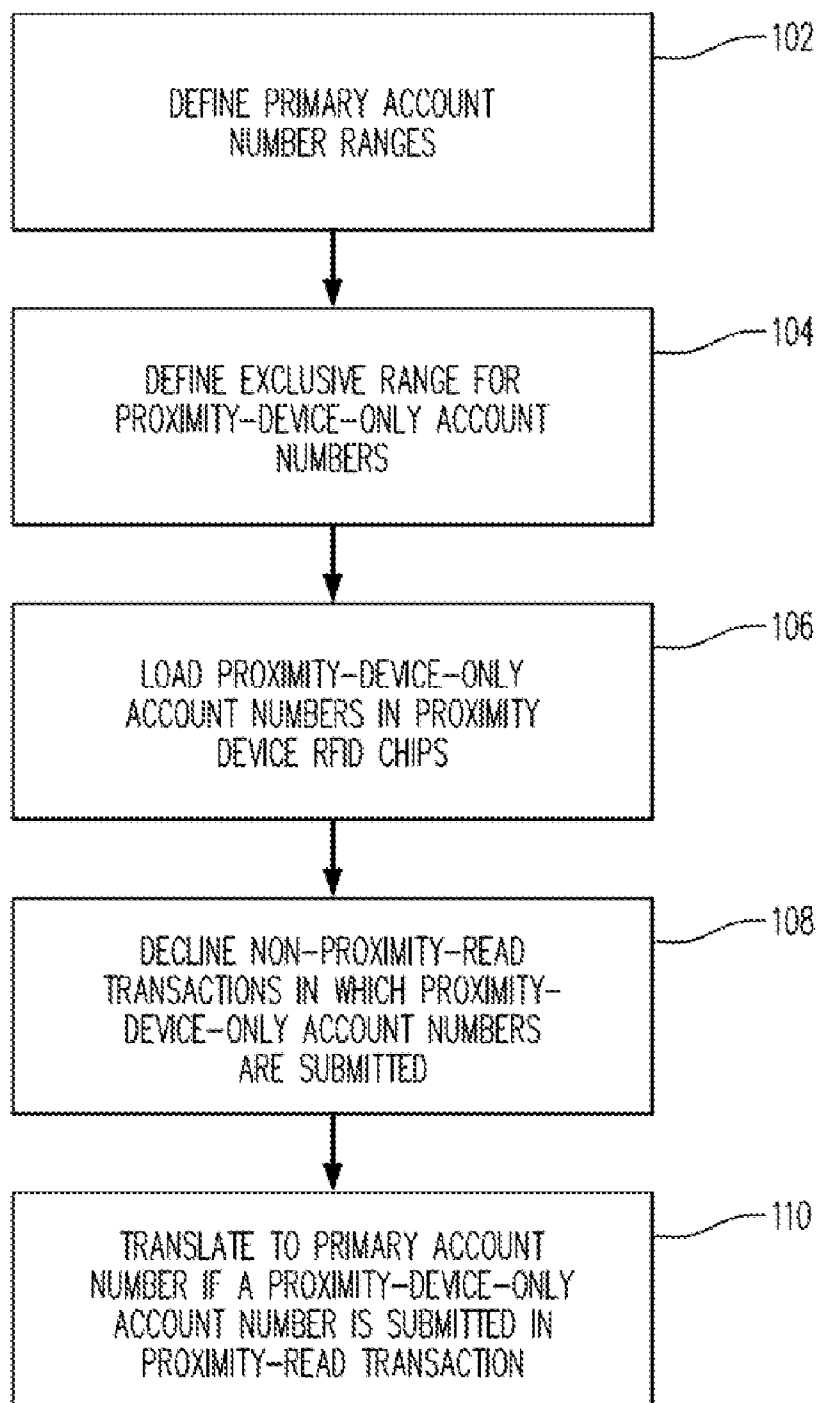 102
DEFINE PRIMARY ACCOUNT
NUMBER RANGES
104
DEFINE EXCLUSIVE RANGE FOR
PROXIMITY-DEVICE-ONLY ACCOUNT
NUMBERS
106
LOAD PROXIMITY-DEVICE-ONLY
ACCOUNT NUMBERS IN PROXIMITY
DEVICE RFID CHIPS
108
DECLINE NON-PROXIMITY-READ
TRANSACTIONS IN WHICH PROXIMITY-
DEVICE-ONLY ACCOUNT NUMBERS
ARE SUBMITTED
110
TRANSLATE TO PRIMARY ACCOUNT
NUMBER IF A PROXIMITY-DEVICE-ONLY
ACCOUNT NUMBER IS SUBMITTED IN
PROXIMITY-READ TRANSACTION